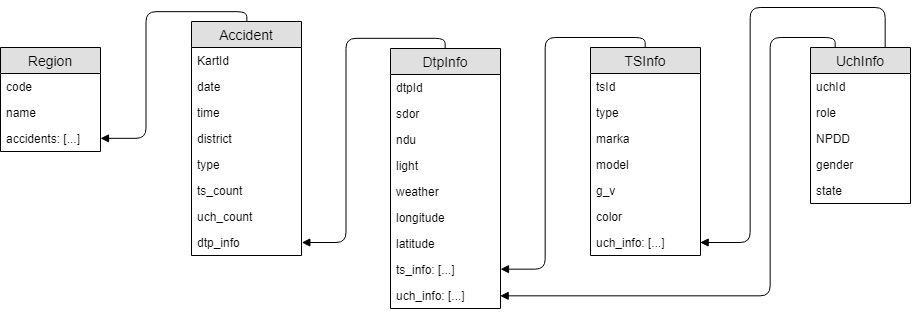 Region
code
name
accidents: [...]
Accident
KartId
date
time
district
type
ts_count
uch_count
dtp_info
DtpInfo
dtpId
sdor
ndu
light
weather
longitude
latitude
ts_info: [...]
uch_info: [...]
TSInfo
tsId
type
marka
model
g_v
color
uch_info: [...]
UchInfo
uchId
role
NPDD
gender
state